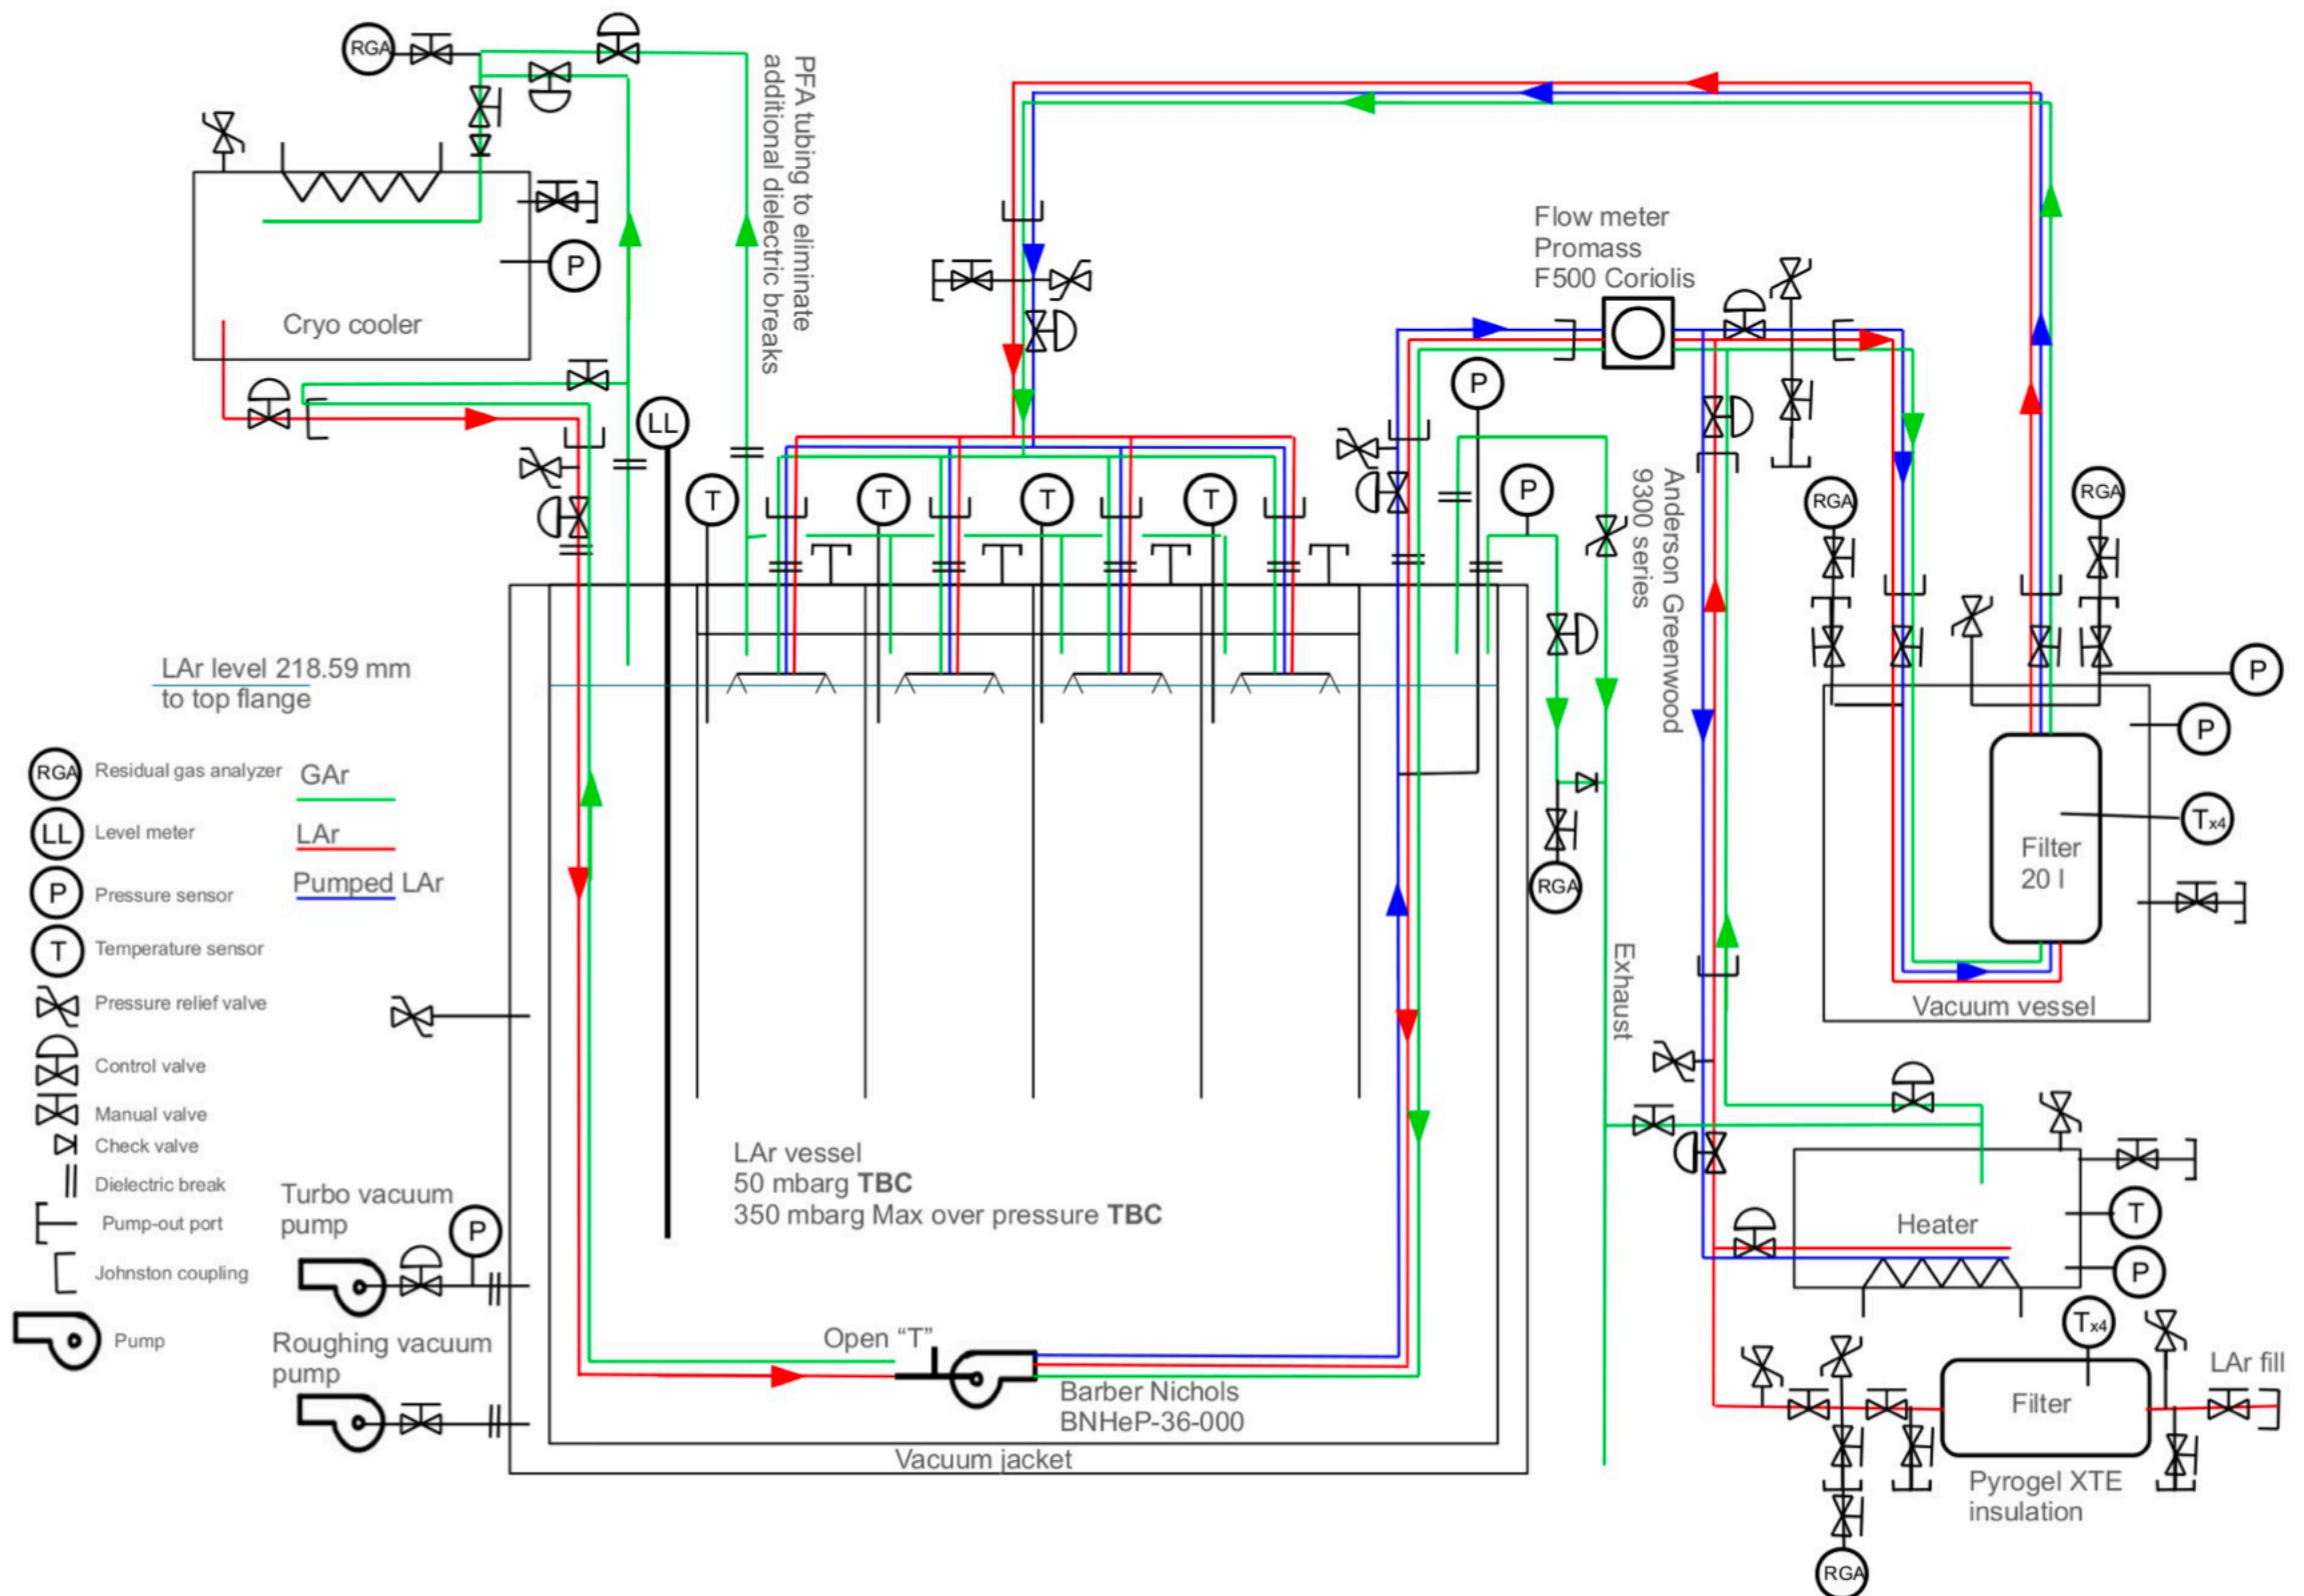 RGA
PFA tubing to eliminate
additional dielectric breaks
P
Cryo cooler
Flow meter
Promass
F500 Coriolis
LL
T
T
T
T
P
P
Anderson Greenwood
9300 series
RGA
RGA
P
P
Tx4
Filter
20 l
Vacuum vessel
RGA
Exhaust
LAr level 218.59 mm
to top flange
RGA
Residual gas analyzer
GAr
LL
Level meter
LAr
P
Pressure sensor
Pumped LAr
T
Temperature sensor
Pressure relief valve
Control valve
Manual valve
Check valve
Dielectric break
Pump-out port
Johnston coupling
Pump
Turbo vacuum
pump
P
Roughing vacuum
pump
LAr vessel
50 mbarg TBC
350 mbarg Max over pressure TBC
Open “T”
Barber Nichols
BNHeP-36-000
Vacuum jacket
Heater
T
P
Tx4
Filter
LAr fill
Pyrogel XTE
insulation
RGA